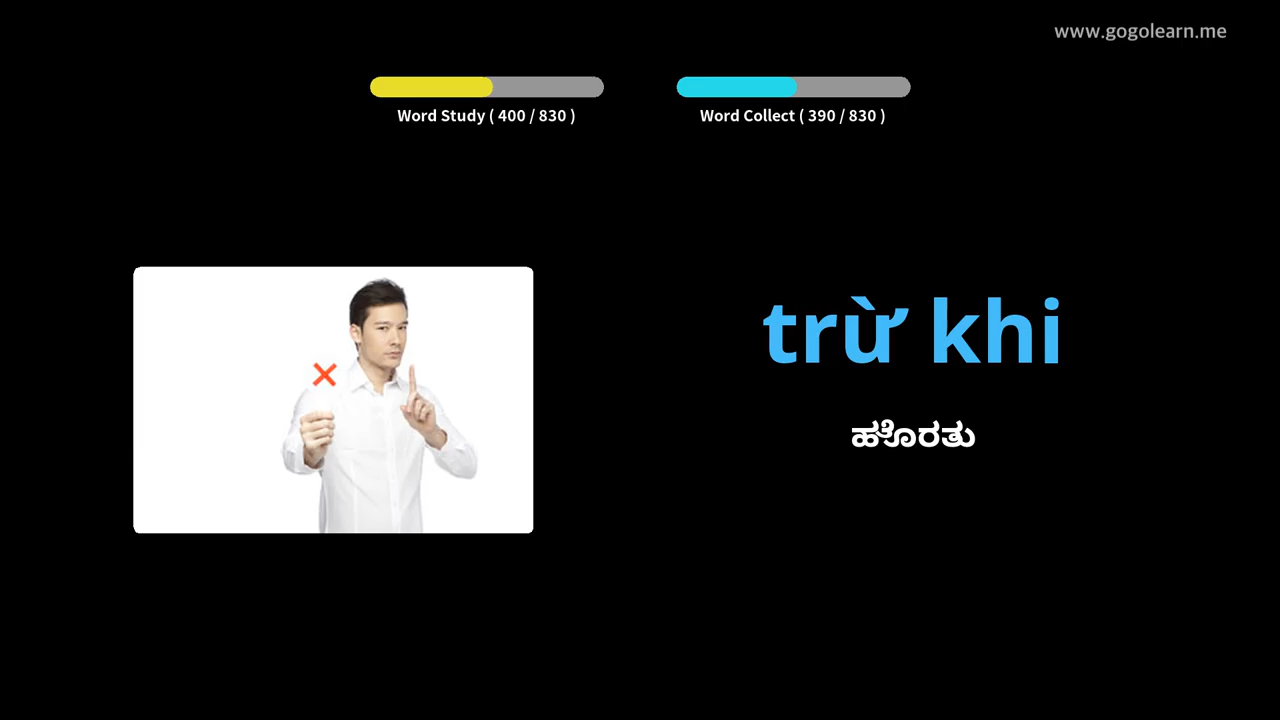 www.gogolearn.me
Word Study ( 400 / 830 )
Word Collect ( 390 / 830 )
trừ khi
ಹೊರತು